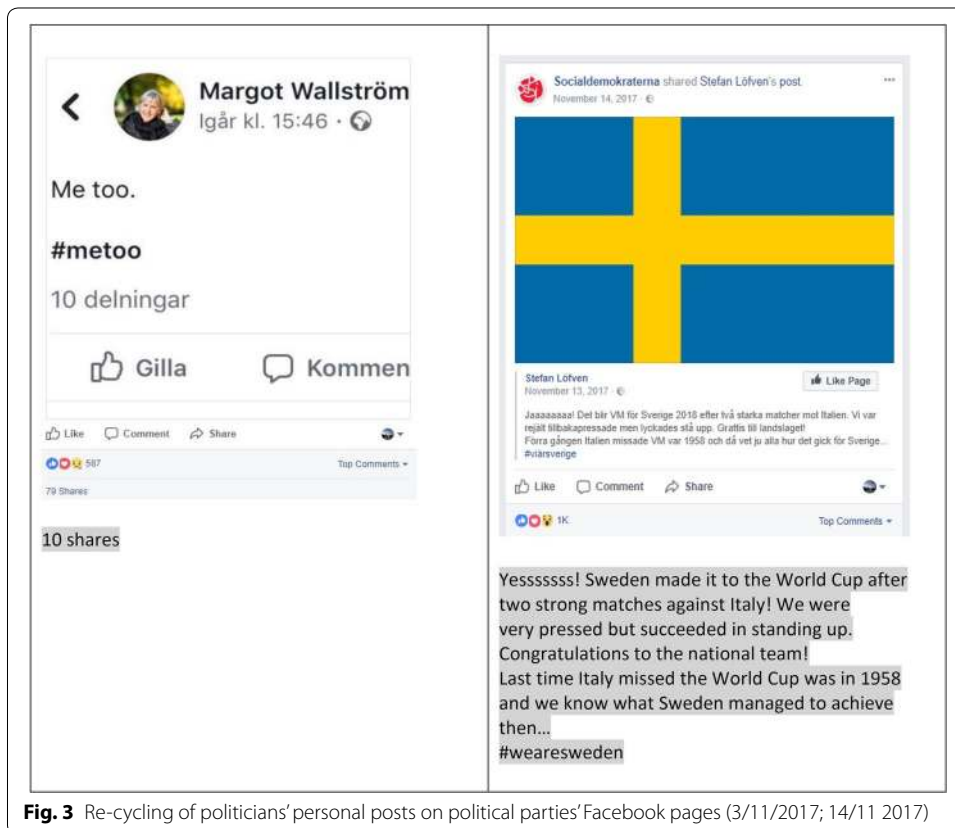 Margot Wallström
Igår kl. 15:46 ·
Me too.
#metoo
10 delningar
Gilla Kommen
Like Comment Share
587
Top Comments
79 Shares
10 shares
Socialdemokraterna shared Stefan Löfven's post.
November 14, 2017 ·
Stefan Löfven
November 13, 2017 ·
Like Page
Jaaaaaaaa! Det blir VM för Sverige 2018 efter två starka matcher mot Italien. Vi var
rejält tillbakapressade men lyckades stå upp. Grattis till landslaget!
Förra gången Italien missade VM var 1958 och då vet ju alla hur det gick för Sverige...
#viärsverige
Like Comment Share
1K
Top Comments
Yesssssss! Sweden made it to the World Cup after
two strong matches against Italy! We were
very pressed but succeeded in standing up.
Congratulations to the national team!
Last time Italy missed the World Cup was in 1958
and we know what Sweden managed to achieve
then...
#wearesweden
Fig. 3 Re-cycling of politicians' personal posts on political parties' Facebook pages (3/11/2017; 14/11 2017)